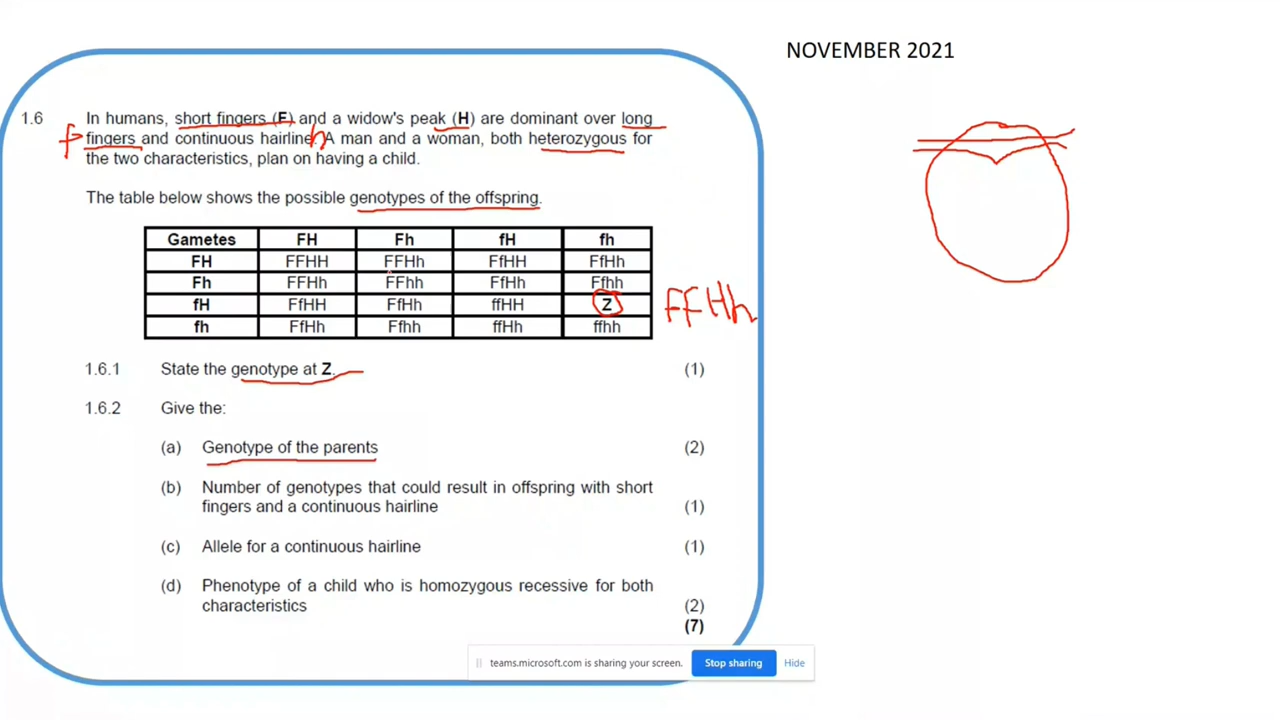 NOVEMBER 2021
1.6 In humans, short fingers (F) and a widow's peak (H) are dominant over long
f fingers and continuous hairline. h A man and a woman, both heterozygous for
the two characteristics, plan on having a child.
The table below shows the possible genotypes of the offspring.
Gametes FH Fh fH fh
FH FFHH FFHh FfHH FfHh
Fh FFHh FFhh FfHh Ffhh
fH FfHH FfHh ffHH Z FfHh
fh FfHh Ffhh ffHh ffhh
1.6.1 State the genotype at Z. (1)
1.6.2 Give the:
(a) Genotype of the parents (2)
(b) Number of genotypes that could result in offspring with short
fingers and a continuous hairline (1)
(c) Allele for a continuous hairline (1)
(d) Phenotype of a child who is homozygous recessive for both
characteristics (2)
(7)
teams.microsoft.com is sharing your screen. Stop sharing Hide